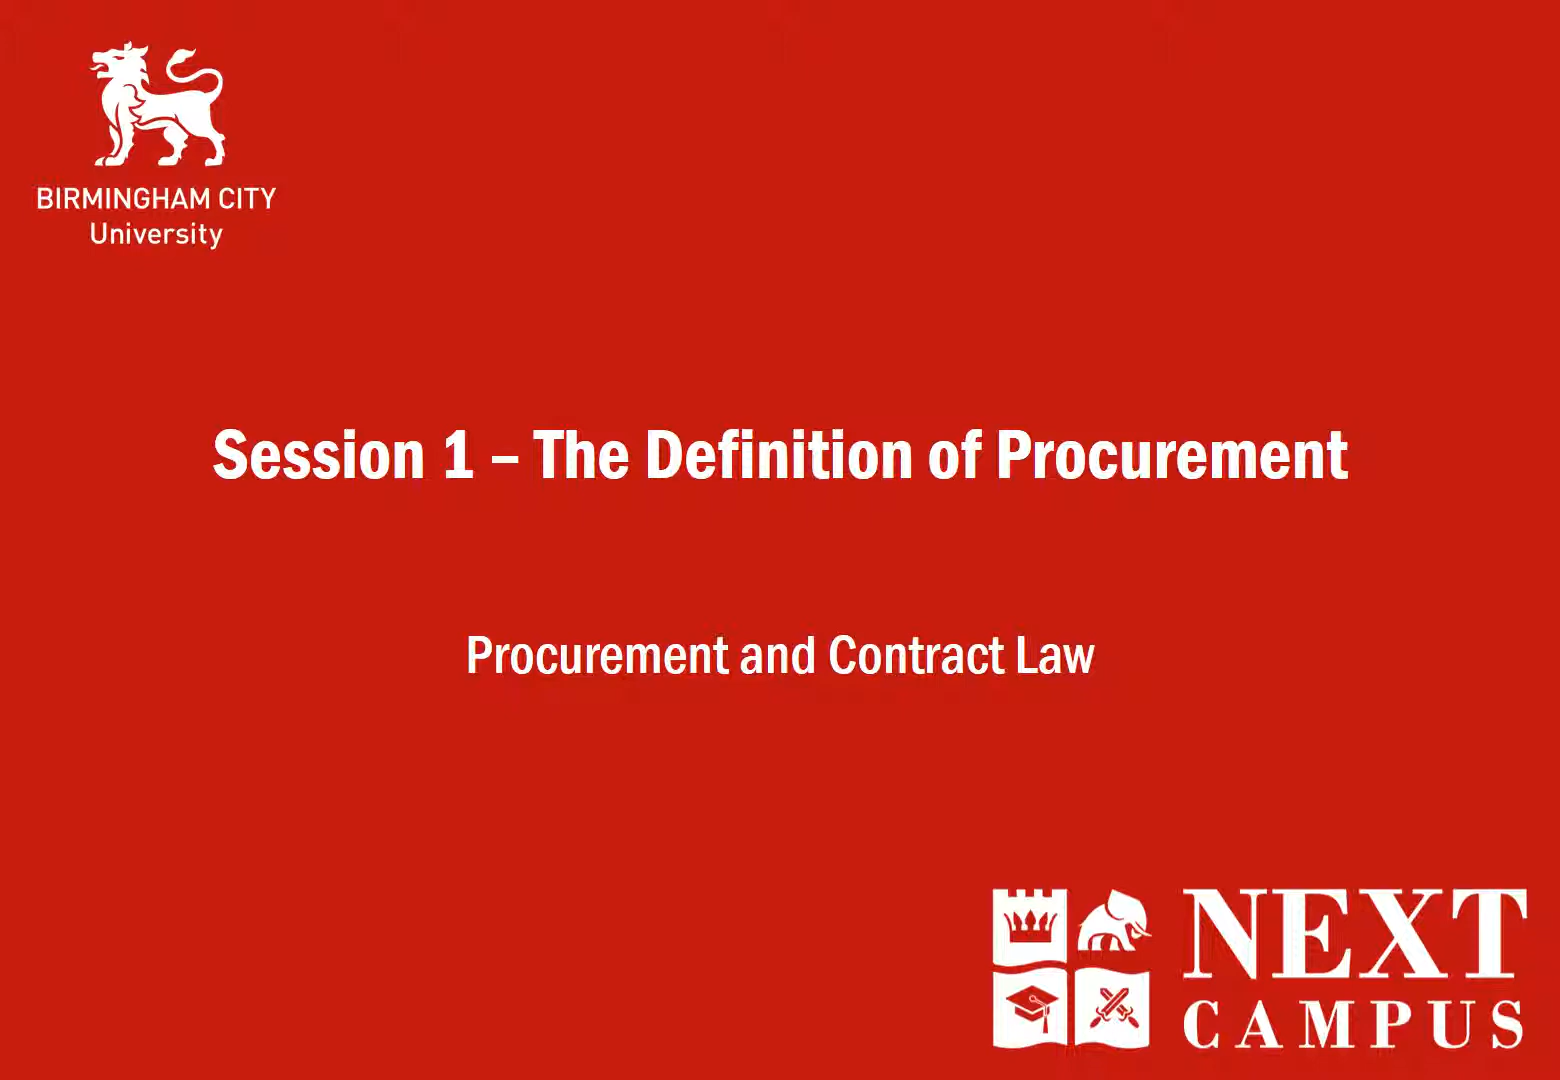 BIRMINGHAM CITY
University
Session 1 – The Definition of Procurement
Procurement and Contract Law
NEXT
CAMPUS